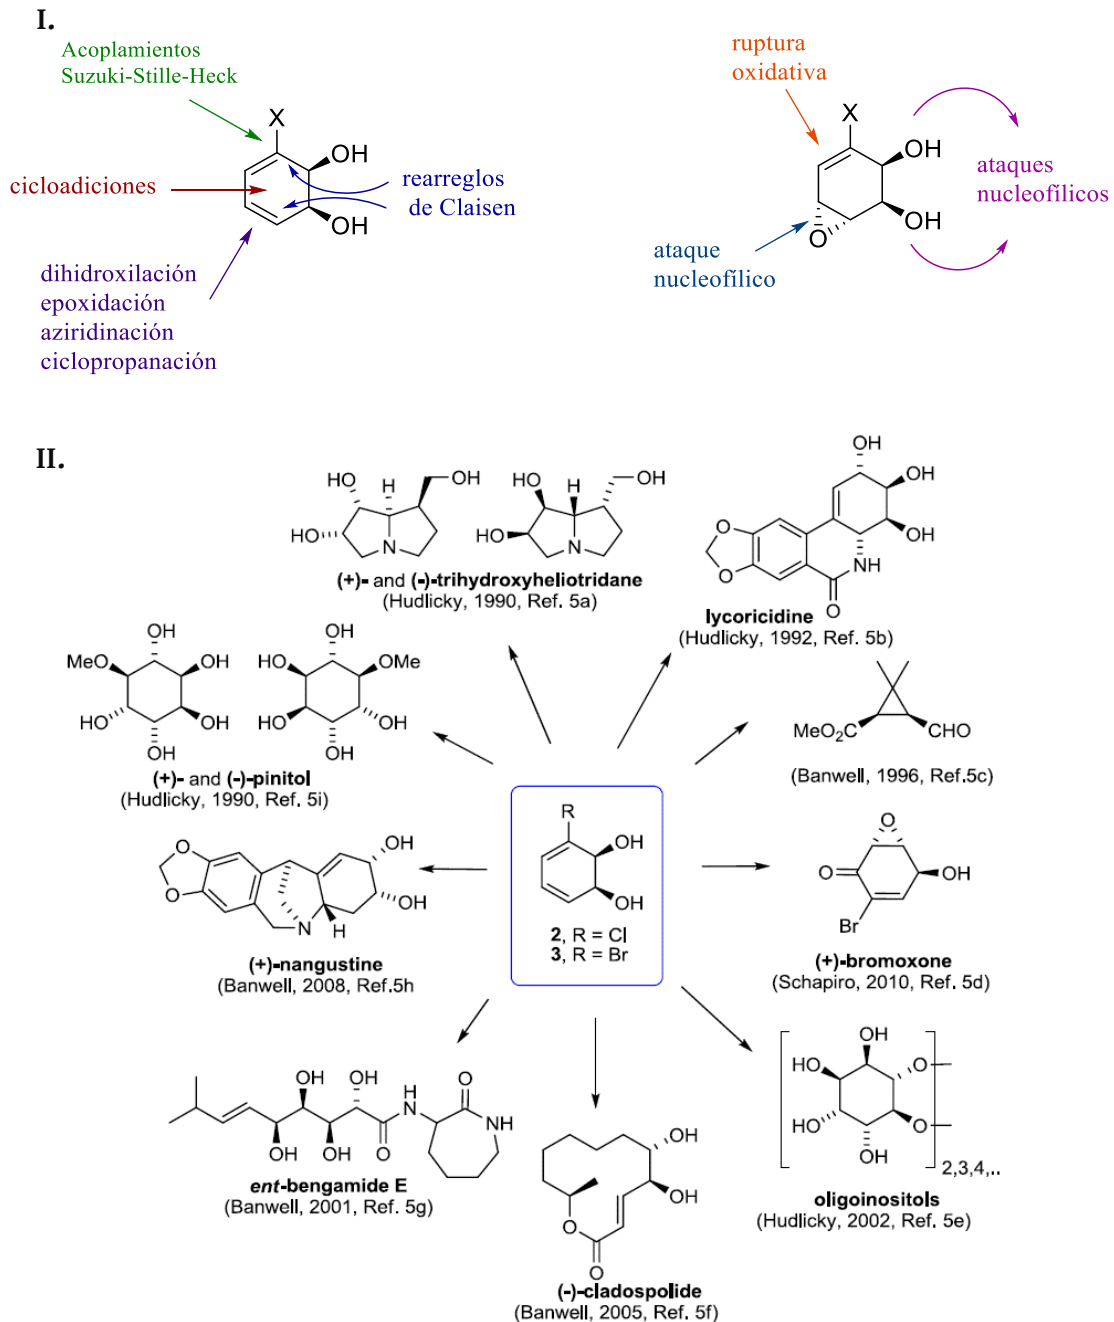 I.
Acoplamientos
Suzuki-Stille-Heck
X
OH
OH
cicloadiciones
rearreglos
de Claisen
dihidroxilación
epoxidación
aziridinación
ciclopropanación
ruptura
oxidativa
X
OH
OH
O
ataques
nucleofílicos
ataque
nucleofílico
II.
HO
H
OH
HO
N
HO
H
OH
HO
N
(+)- and (-)-trihydroxyheliotridane
(Hudlicky, 1990, Ref. 5a)
OH
OH
OH
O
O
NH
O
lycoricidine
(Hudlicky, 1992, Ref. 5b)
OH
MeO
OH
HO
OH
OH
OH
HO
OMe
HO
OH
OH
(+)- and (-)-pinitol
(Hudlicky, 1990, Ref. 5i)
MeO2C
CHO
(Banwell, 1996, Ref.5c)
R
OH
OH
2, R = Cl
3, R = Br
O
O
OH
OH
N
H
(+)-nangustine
(Banwell, 2008, Ref.5h
O
O
OH
Br
(+)-bromoxone
(Schapiro, 2010, Ref. 5d)
OH
OH
H
N
O
NH
OH
OH
O
ent-bengamide E
(Banwell, 2001, Ref. 5g)
OH
OH
O
O
(-)-cladospolide
(Banwell, 2005, Ref. 5f)
OH
HO
O
HO
O
OH
2,3,4,..
oligoinositols
(Hudlicky, 2002, Ref. 5e)